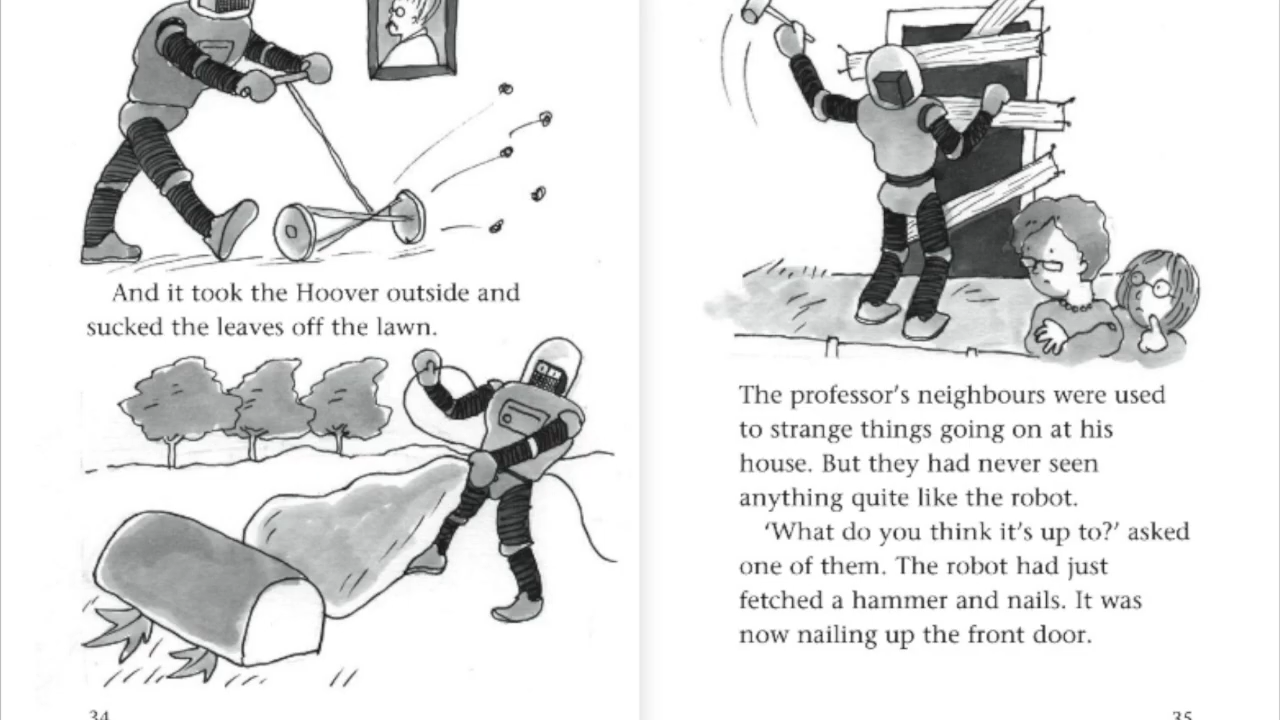 And it took the Hoover outside and
sucked the leaves off the lawn.
34
The professor's neighbours were used
to strange things going on at his
house. But they had never seen
anything quite like the robot.
‘What do you think it's up to?’ asked
one of them. The robot had just
fetched a hammer and nails. It was
now nailing up the front door.
35